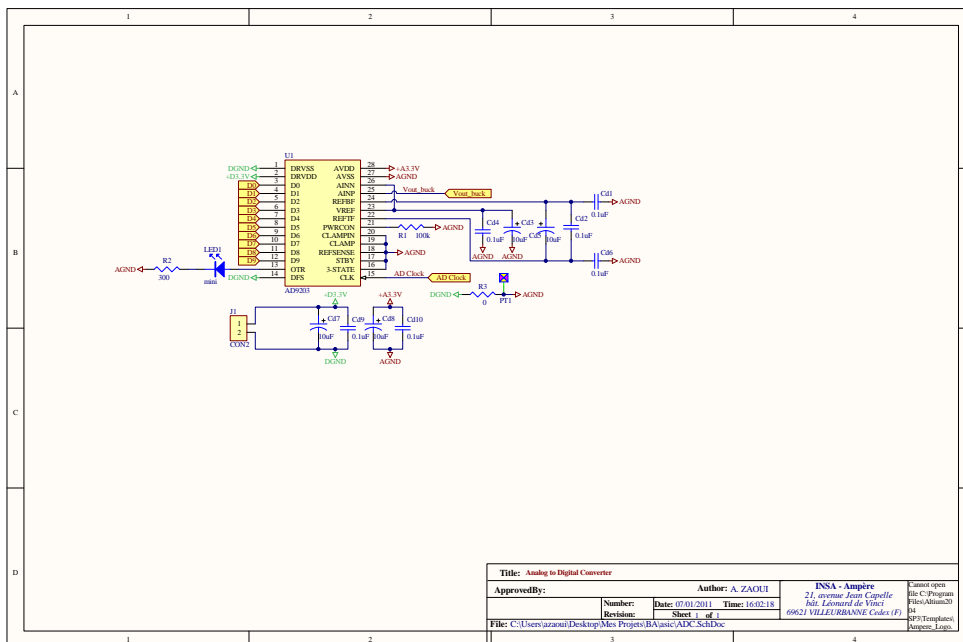 1 2 3 4
A
B
C
D
U1
DGND 1 DRVSS AVDD 28 +A3.3V
+D3.3V 2 DRVDD AVSS 27 AGND
D0 3 D0 AINN 26
D1 4 D1 AINP 25 Vout_buck Vout_buck
D2 5 D2 REFBF 24
D3 6 D3 VREF 23
D4 7 D4 REFTF 22
D5 8 D5 PWRCON 21 R1 100k AGND
D6 9 D6 CLAMPIN 20
D7 10 D7 CLAMP 19
D8 11 D8 REFSENSE 18 AGND
D9 12 D9 STBY 17
13 OTR 3-STATE 16
DGND 14 DFS CLK 15 AD Clock AD Clock
AD9203
AGND R2 300 LED1 mini
Cd1 0.1uF AGND
Cd4 0.1uF AGND
Cd3 10uF AGND
Cd5 10uF
Cd2 0.1uF
Cd6 0.1uF AGND
DGND R3 0 PT1 AGND
J1 1 2 CON2
+D3.3V Cd7 10uF Cd9 0.1uF DGND
+A3.3V Cd8 10uF Cd10 0.1uF AGND
Title: Analog to Digital Converter
ApprovedBy: Author: A. ZAOUI
Number: Date: 07/01/2011 Time: 16:02:18
Revision: Sheet 1 of 1
File: C:\Users\azaoui\Desktop\Mes Projets\BA\asic\ADC.SchDoc
INSA - Ampère
21, avenue Jean Capelle
bât. Léonard de Vinci
69621 VILLEURBANNE Cedex (F)
Cannot open
file C:\Program
Files\Altium20
04
SP3\Templates\
Ampere_Logo.
1 2 3 4